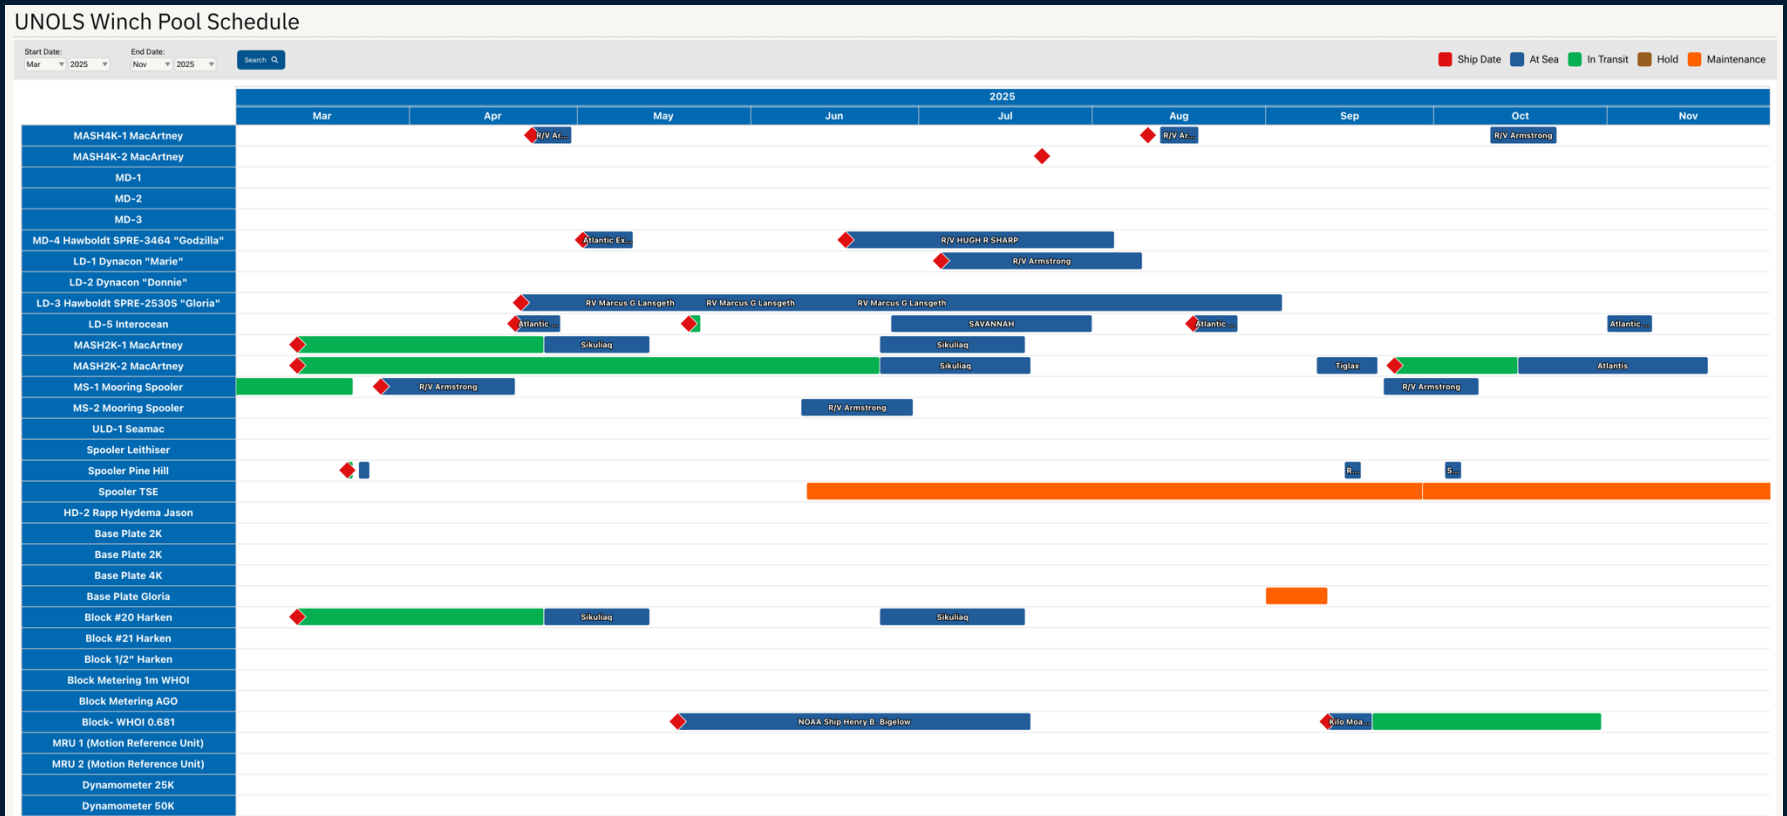 UNOLS Winch Pool Schedule
Start Date: End Date:
Mar 2025 Nov 2025 Search
Ship Date At Sea In Transit Hold Maintenance
2025
Mar Apr May Jun Jul Aug Sep Oct Nov
MASH4K-1 MacArtney R/V Ar... R/V Ar... R/V Armstrong
MASH4K-2 MacArtney
MD-1
MD-2
MD-3
MD-4 Hawboldt SPRE-3464 "Godzilla" Atlantic Ex... R/V HUGH R SHARP
LD-1 Dynacon "Marie" R/V Armstrong
LD-2 Dynacon "Donnie"
LD-3 Hawboldt SPRE-2530S "Gloria" RV Marcus G Lansgeth RV Marcus G Lansgeth RV Marcus G Lansgeth
LD-5 Interocean Atlantic ... SAVANNAH Atlantic ... Atlantic ...
MASH2K-1 MacArtney Sikuliaq Sikuliaq
MASH2K-2 MacArtney Sikuliaq Tiglax Atlantis
MS-1 Mooring Spooler R/V Armstrong R/V Armstrong
MS-2 Mooring Spooler R/V Armstrong
ULD-1 Seamac
Spooler Leithiser
Spooler Pine Hill R... S...
Spooler TSE
HD-2 Rapp Hydema Jason
Base Plate 2K
Base Plate 2K
Base Plate 4K
Base Plate Gloria
Block #20 Harken Sikuliaq Sikuliaq
Block #21 Harken
Block 1/2" Harken
Block Metering 1m WHOI
Block Metering AGO
Block- WHOI 0.681 NOAA Ship Henry B. Bigelow Kilo Moa...
MRU 1 (Motion Reference Unit)
MRU 2 (Motion Reference Unit)
Dynamometer 25K
Dynamometer 50K